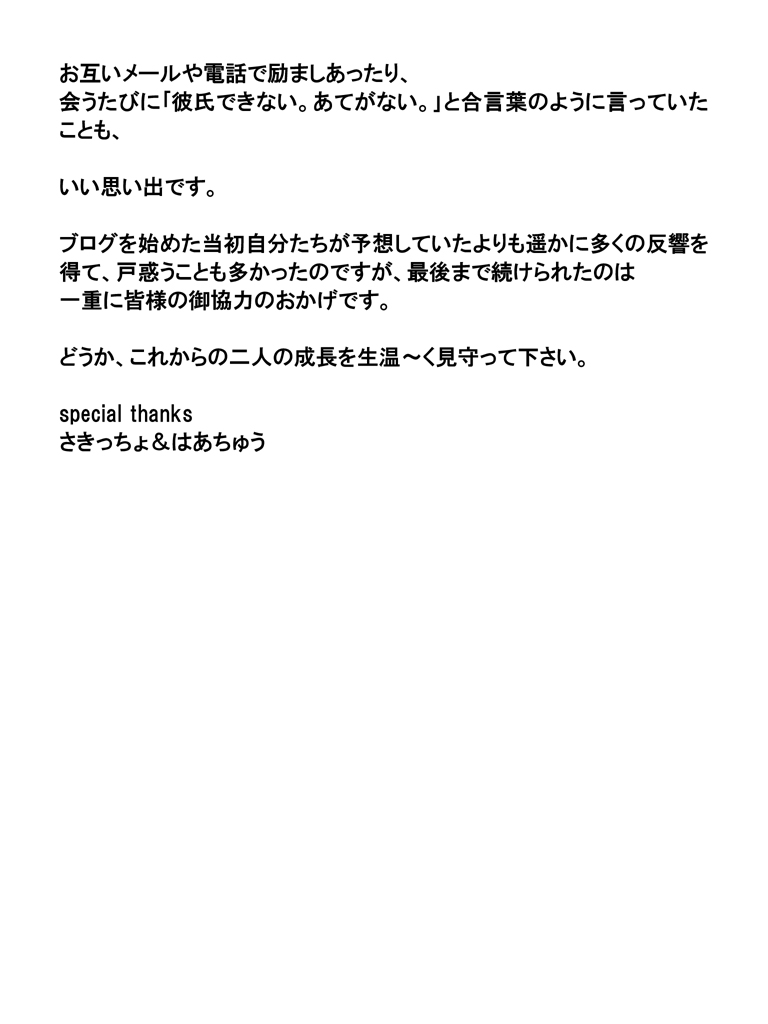 お互いメールや電話で励ましあったり、
会うたびに「彼氏できない。あてがない。」と合言葉のように言っていた
ことも、
いい思い出です。
ブログを始めた当初自分たちが予想していたよりも遥かに多くの反響を
得て、戸惑うことも多かったのですが、最後まで続けられたのは
一重に皆様の御協力のおかげです。
どうか、これからの二人の成長を生温～く見守って下さい。
special thanks
さきっちょ＆はあちゅう